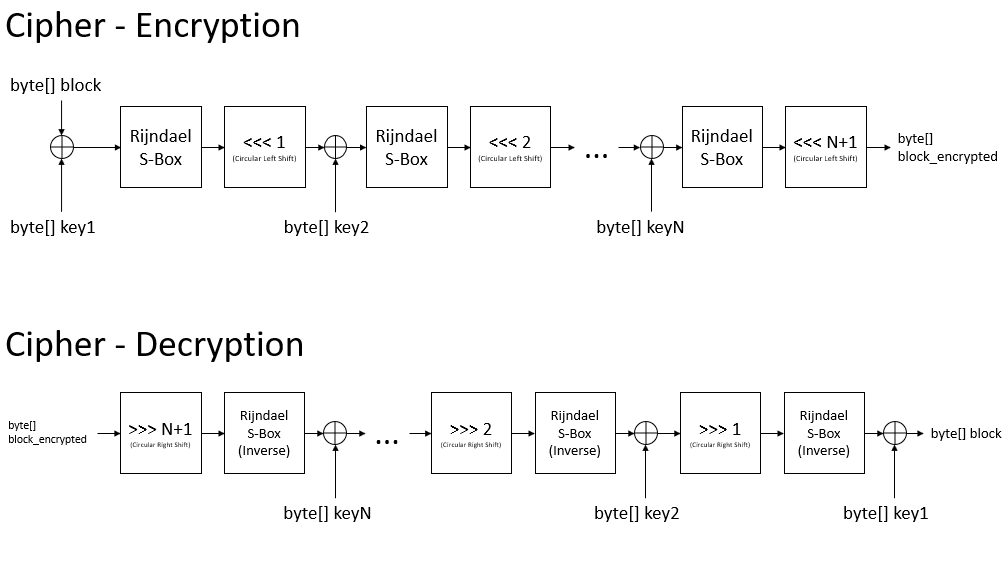 Cipher - Encryption
byte[] block
Rijndael
S-Box
<<< 1
(Circular Left Shift)
Rijndael
S-Box
<<< 2
(Circular Left Shift)
...
Rijndael
S-Box
<<< N+1
(Circular Left Shift)
byte[]
block_encrypted
byte[] key1
byte[] key2
byte[] keyN
Cipher - Decryption
byte[]
block_encrypted
>>> N+1
(Circular Right Shift)
Rijndael
S-Box
(Inverse)
...
>>> 2
(Circular Right Shift)
Rijndael
S-Box
(Inverse)
>>> 1
(Circular Right Shift)
Rijndael
S-Box
(Inverse)
byte[] block
byte[] keyN
byte[] key2
byte[] key1